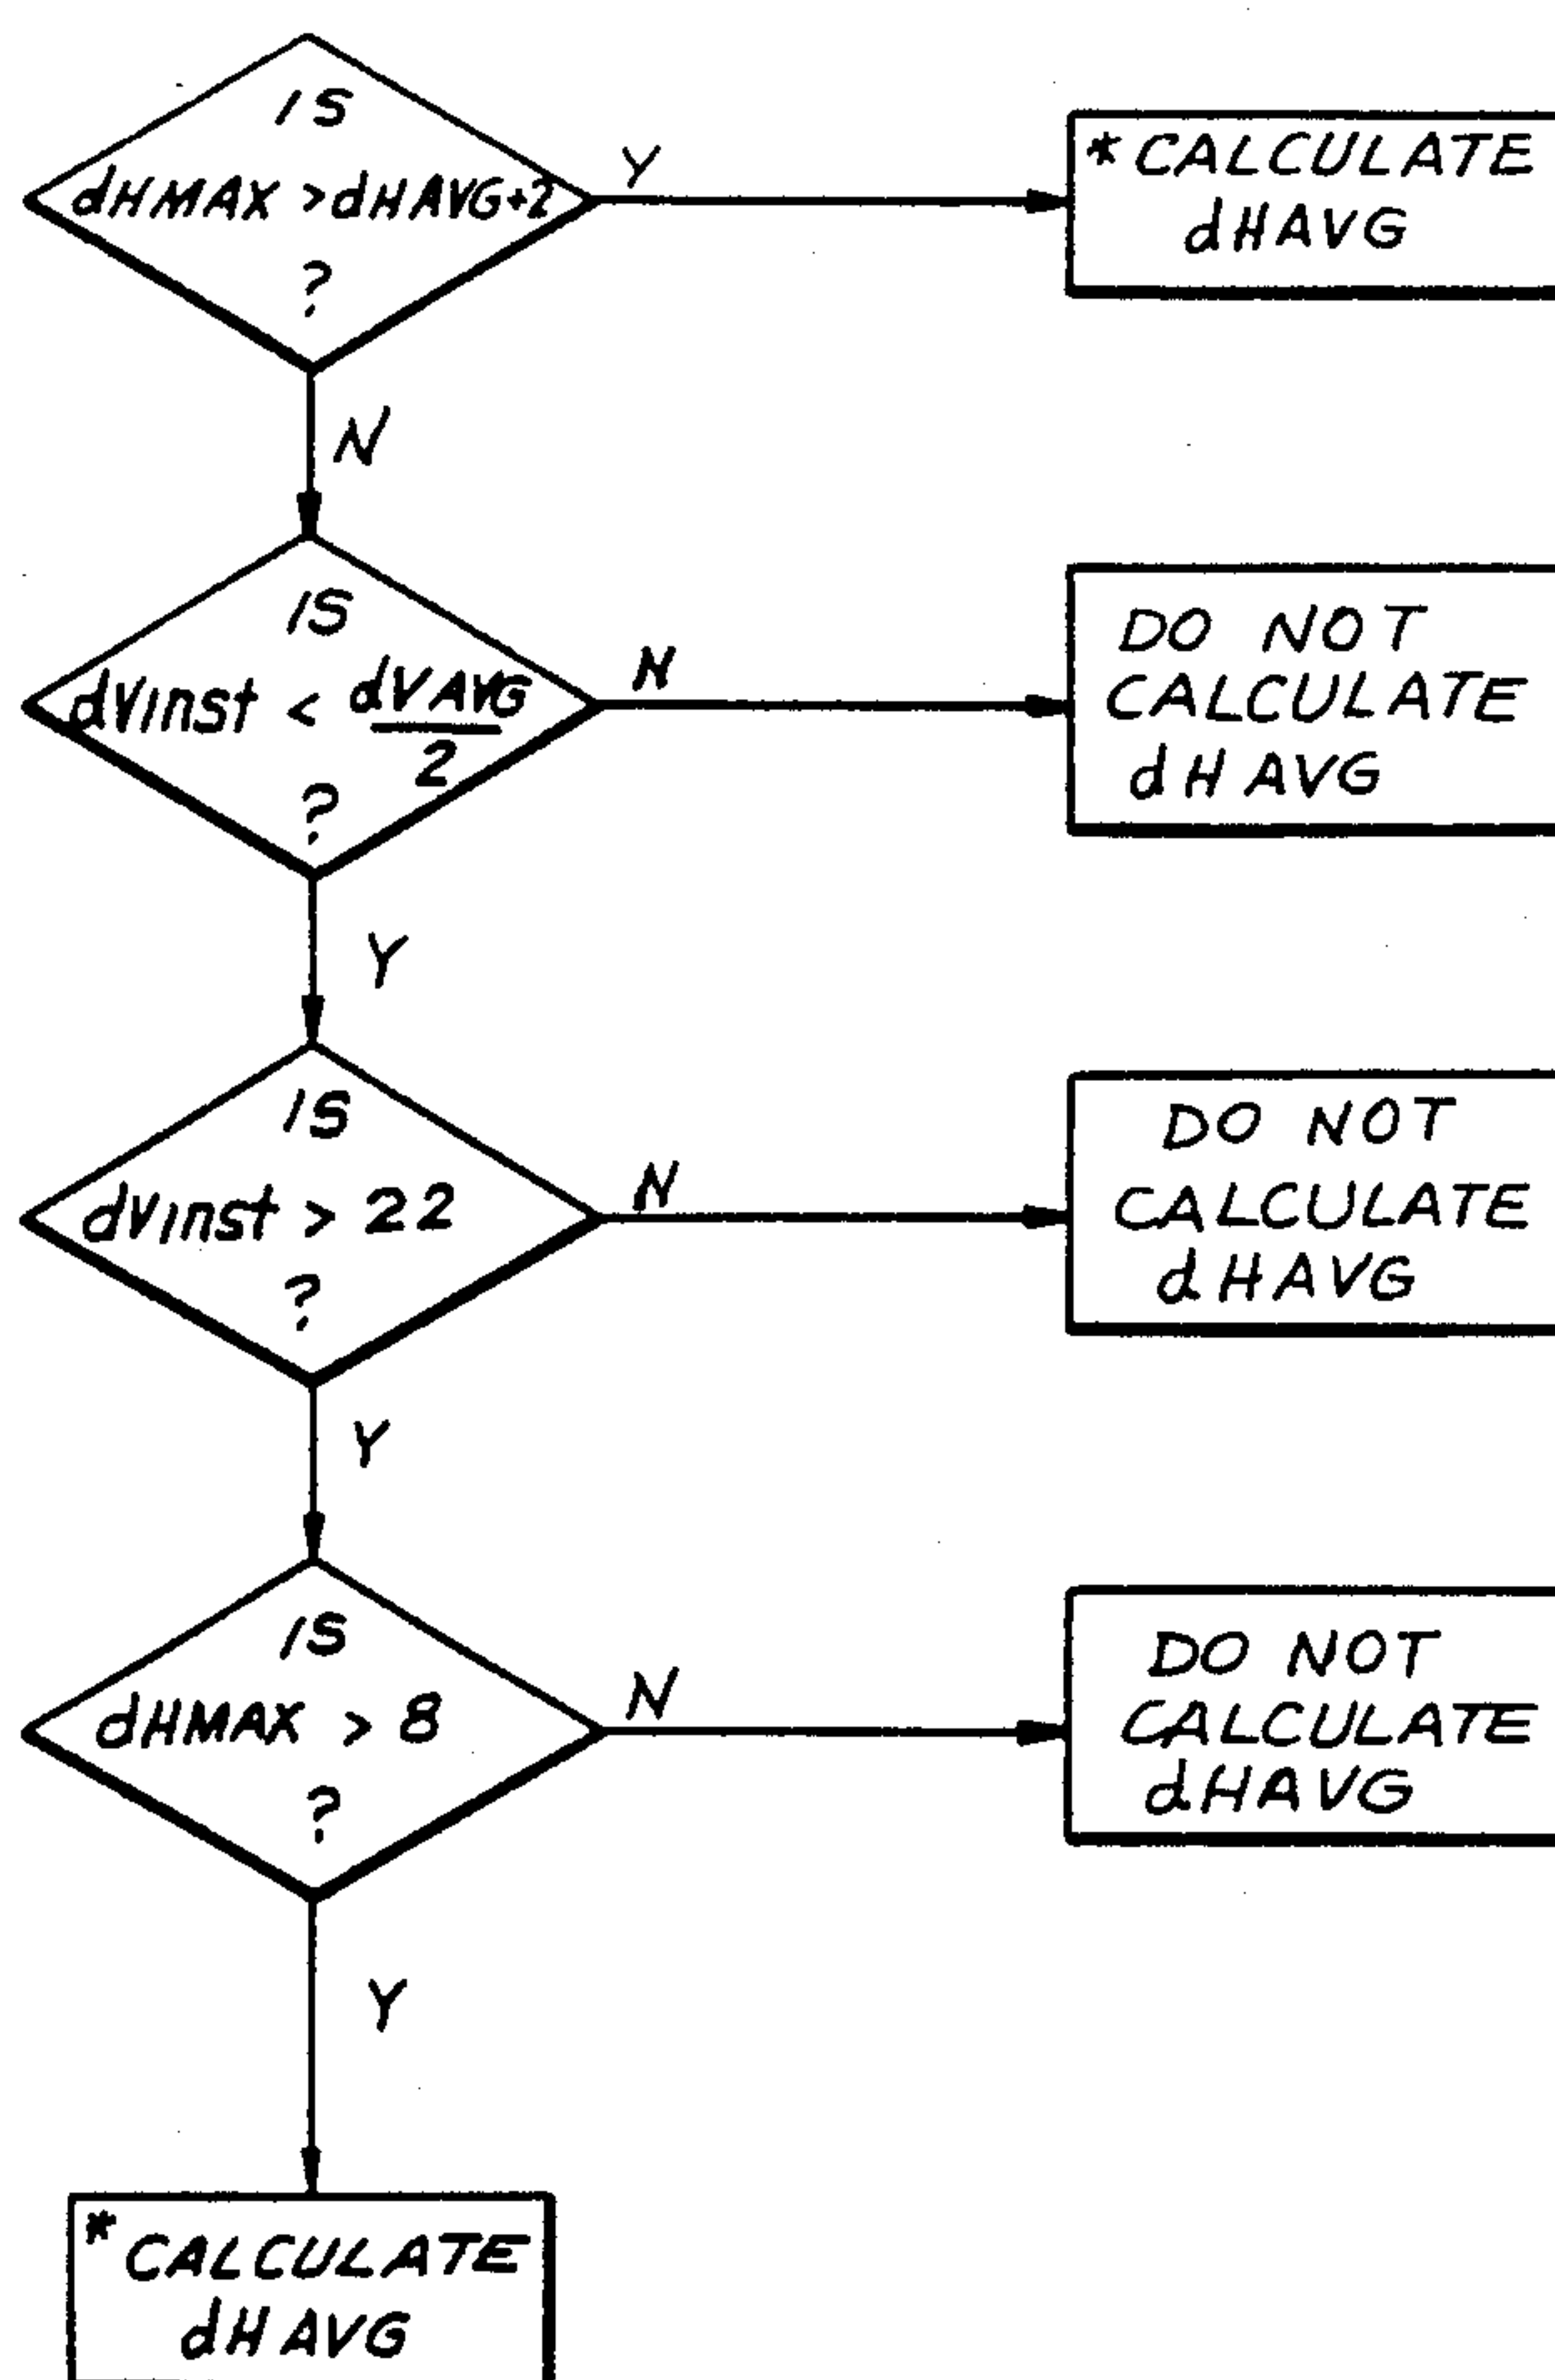 IS
dHMAX > dHAVG+2
?
Y
* CALCULATE
dHAVG
N
IS
dVInst < dVAVG
2
?
N
DO NOT
CALCULATE
dHAVG
Y
IS
dVInst > 22
?
N
DO NOT
CALCULATE
dHAVG
Y
IS
dHMAX > 8
?
N
DO NOT
CALCULATE
dHAVG
Y
* CALCULATE
dHAVG